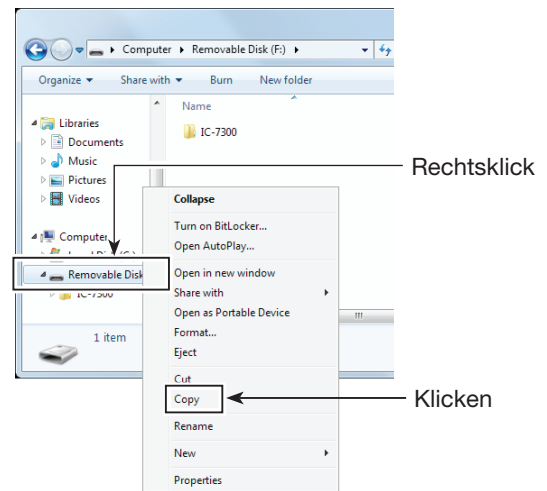 Computer ▸ Removable Disk (F:) ▸
Organize ▾ Share with ▾ Burn New folder
Name
Libraries
IC-7300
Documents
Music
Pictures
Videos
Rechtsklick
Collapse
Turn on BitLocker...
Computer
Open AutoPlay...
Removable Disk
Open in new window
Share with
IC-7300
Open as Portable Device
Format...
1 item
Eject
Cut
Copy
Klicken
Rename
New
Properties